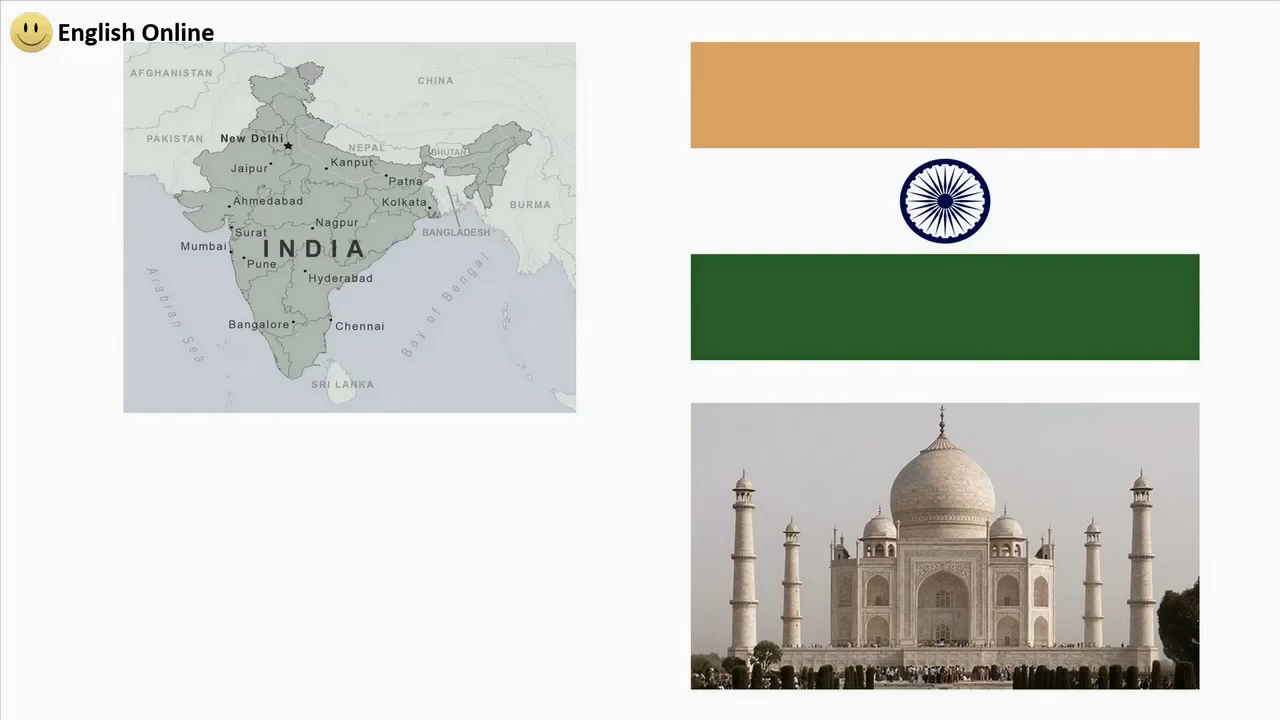 English Online
AFGHANISTAN
CHINA
PAKISTAN
New Delhi
NEPAL
BHUTAN
Jaipur
Kanpur
Patna
Ahmedabad
Kolkata
BURMA
Surat
Nagpur
BANGLADESH
Mumbai
INDIA
Pune
Hyderabad
Arabian Sea
Bay of Bengal
Bangalore
Chennai
SRI LANKA